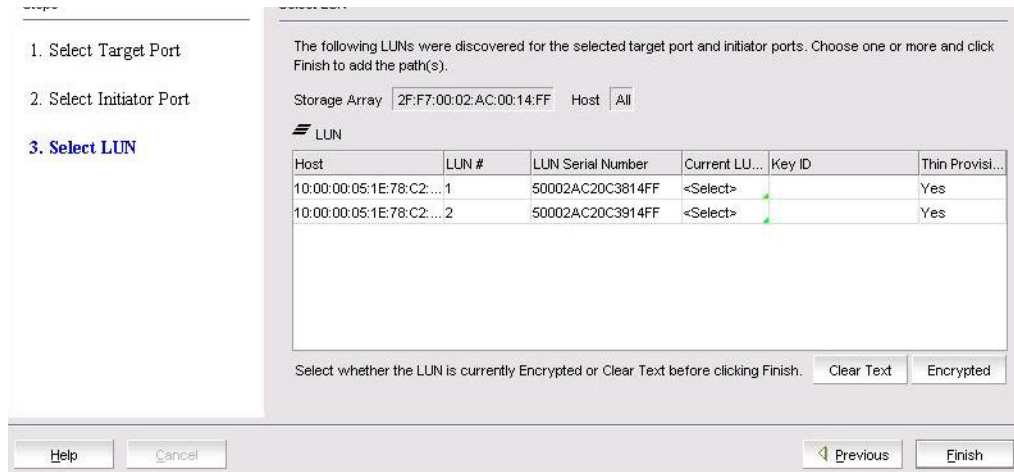 1. Select Target Port
2. Select Initiator Port
3. Select LUN
The following LUNs were discovered for the selected target port and initiator ports. Choose one or more and click
Finish to add the path(s).
Storage Array 2F:F7:00:02:AC:00:14:FF Host All
LUN
Host LUN # LUN Serial Number Current LU... Key ID Thin Provisi...
10:00:00:05:1E:78:C2:... 1 50002AC20C3814FF <Select> Yes
10:00:00:05:1E:78:C2:... 2 50002AC20C3914FF <Select> Yes
Select whether the LUN is currently Encrypted or Clear Text before clicking Finish. Clear Text Encrypted
Help Cancel Previous Finish